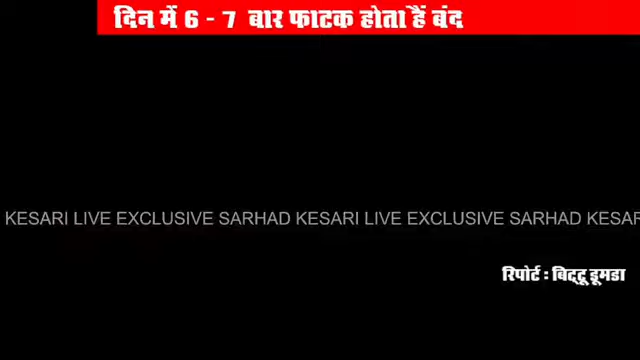 दिन में 6 - 7 बार फाटक होता हैं बंद
KESARI LIVE EXCLUSIVE SARHAD KESARI LIVE EXCLUSIVE SARHAD KESAR
रिपोर्ट : बिट्टू डूमडा